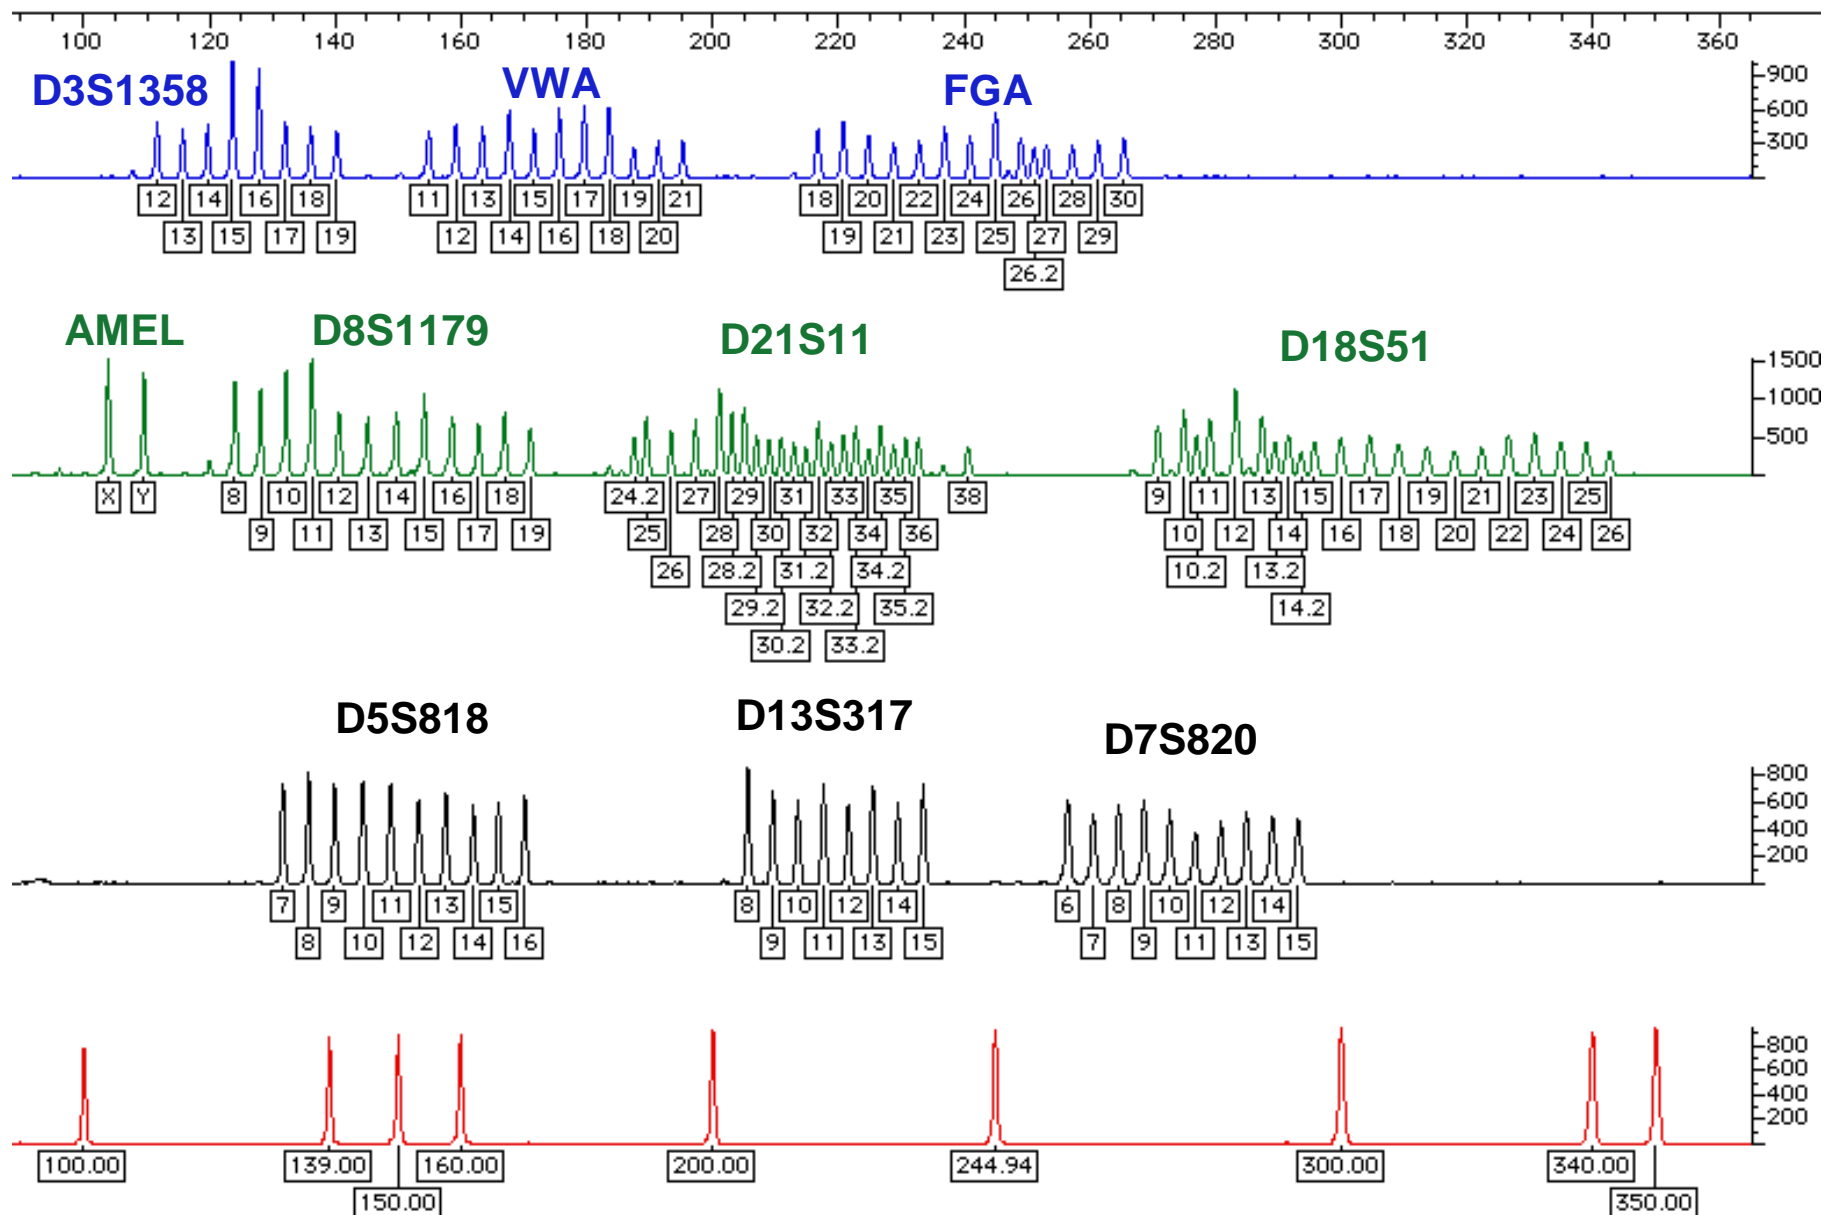 100 120 140 160 180 200 220 240 260 280 300 320 340 360
D3S1358 VWA FGA
900
600
300
12 14 16 18 11 13 15 17 19 21 18 20 22 24 26 28 30
13 15 17 19 12 14 16 18 20 19 21 23 25 27 29
26.2
AMEL D8S1179 D21S11 D18S51
1500
1000
500
X Y 8 10 12 14 16 18 24.2 27 29 31 33 35 38 9 11 13 15 17 19 21 23 25
9 11 13 15 17 19 25 28 30 32 34 36 10 12 14 16 18 20 22 24 26
26 28.2 31.2 34.2 10.2 13.2
29.2 32.2 35.2 14.2
30.2 33.2
D5S818 D13S317 D7S820
800
600
400
200
7 9 11 13 15 8 10 12 14 6 8 10 12 14
8 10 12 14 16 9 11 13 15 7 9 11 13 15
800
600
400
200
100.00 139.00 160.00 200.00 244.94 300.00 340.00
150.00 350.00